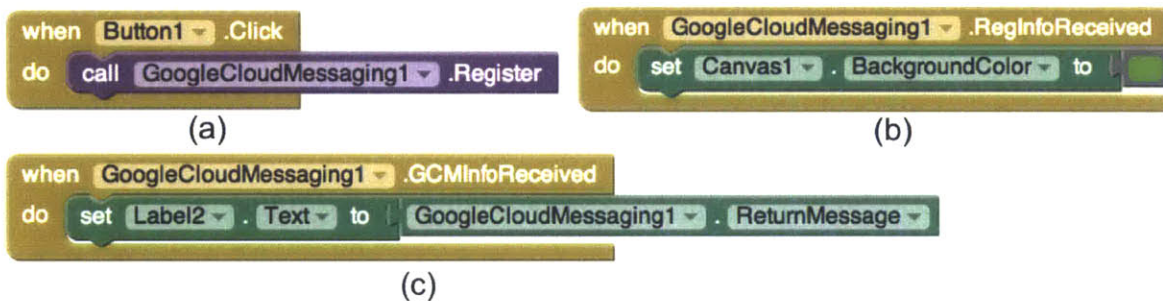 when Button1 .Click
do call GoogleCloudMessaging1 .Register
(a)
when GoogleCloudMessaging1 .RegInfoReceived
do set Canvas1 . BackgroundColor to
(b)
when GoogleCloudMessaging1 .GCMInfoReceived
do set Label2 . Text to GoogleCloudMessaging1 . ReturnMessage
(c)